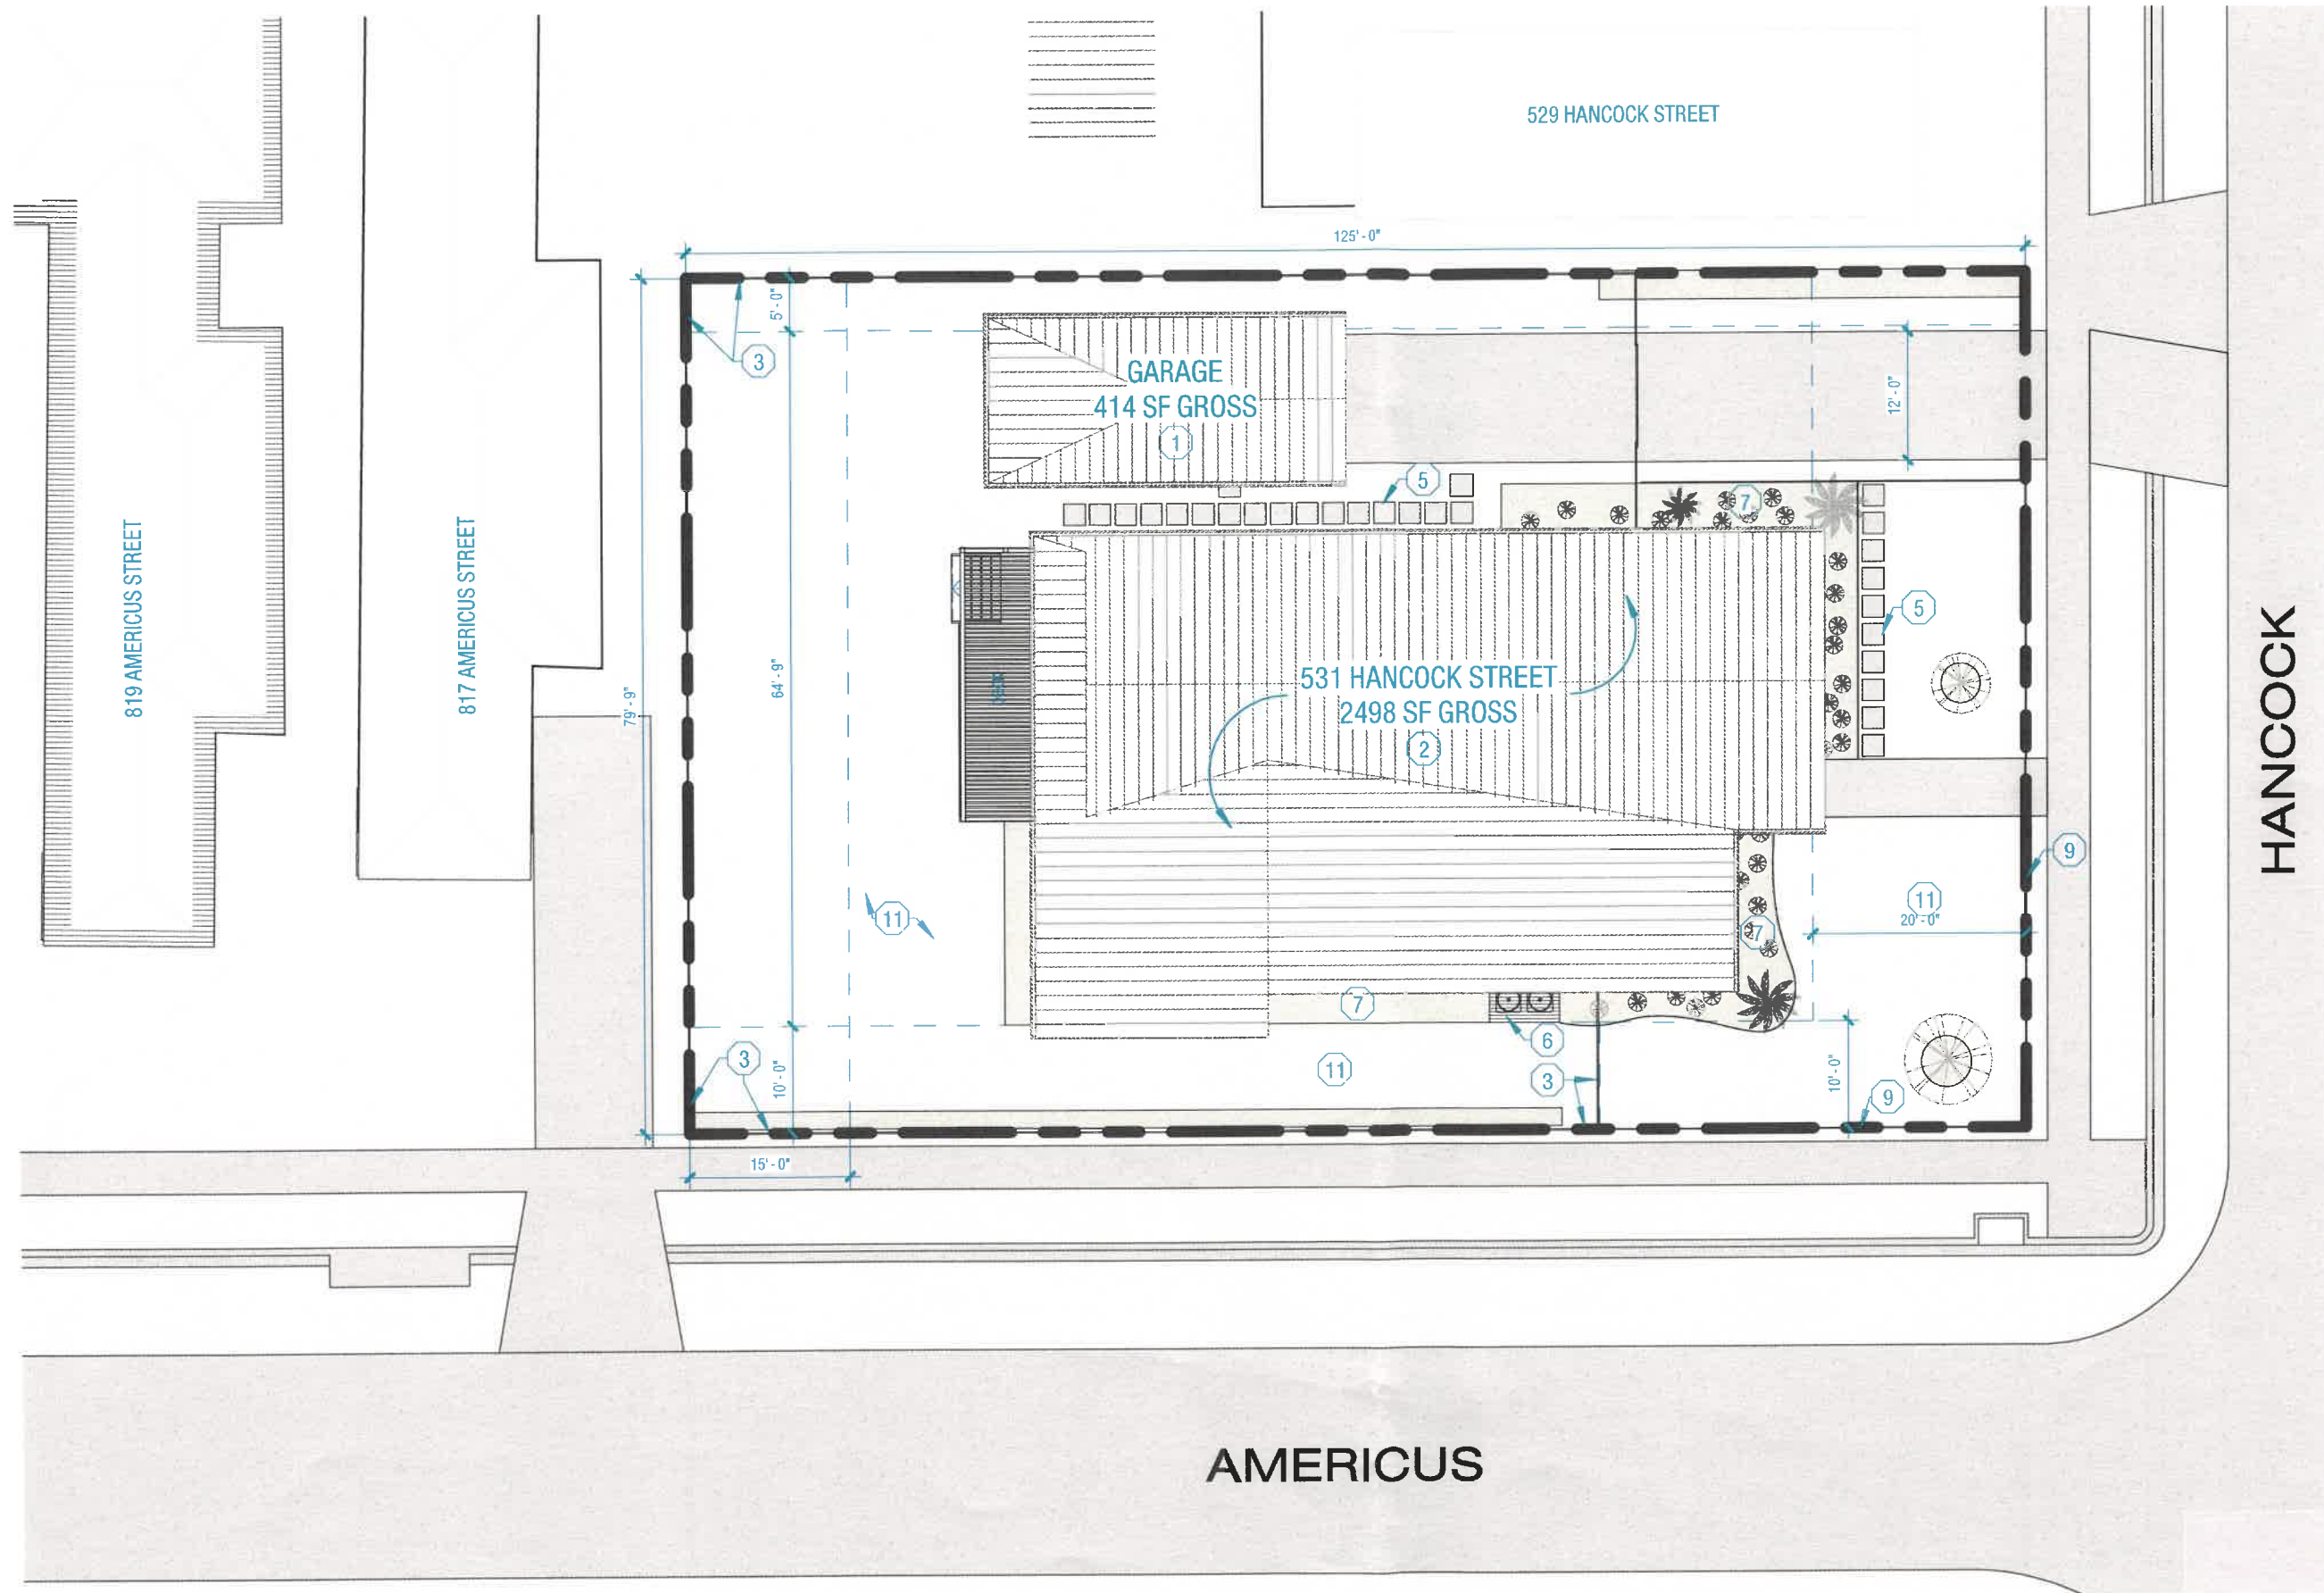 529 HANCOCK STREET
125'-0"
5'-0"
3
GARAGE
414 SF GROSS
1
12'-0"
5
7
5
819 AMERICUS STREET
817 AMERICUS STREET
79'-9"
64'-9"
531 HANCOCK STREET
2498 SF GROSS
2
HANCOCK
9
11
20'-0"
11
7
7
6
3
10'-0"
11
3
10'-0"
9
15'-0"
AMERICUS